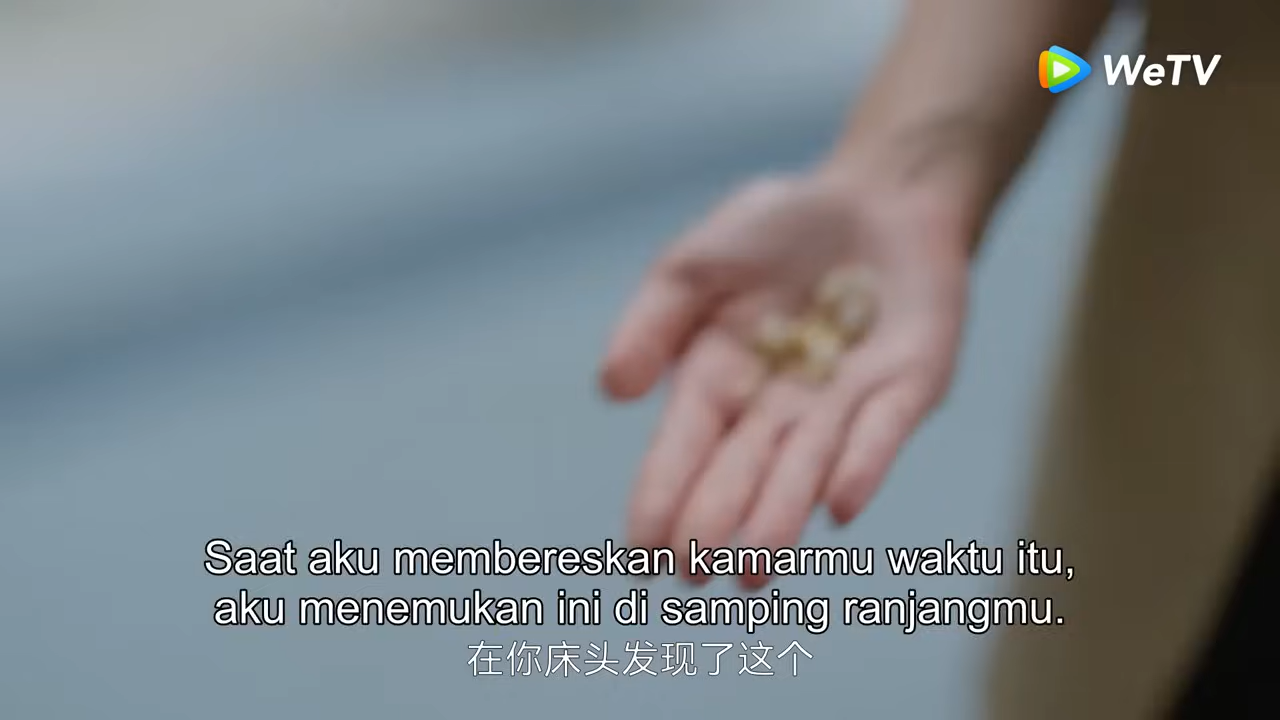 WeTV
Saat aku membereskan kamarmu waktu itu,
aku menemukan ini di samping ranjangmu.
在你床头发现了这个